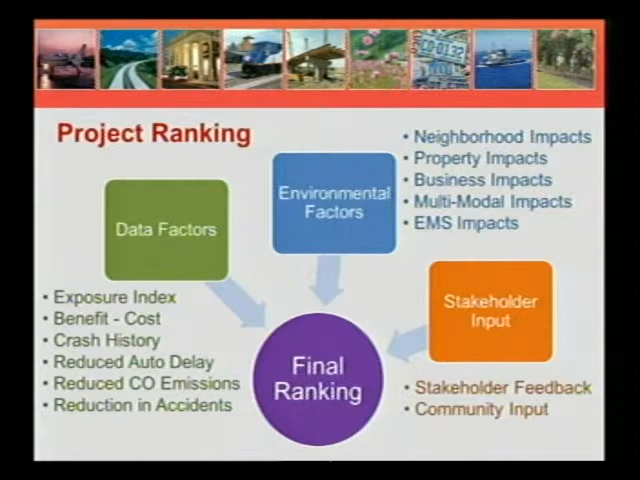 Project Ranking
Data Factors
• Exposure Index
• Benefit - Cost
• Crash History
• Reduced Auto Delay
• Reduced CO Emissions
• Reduction in Accidents
Environmental
Factors
• Neighborhood Impacts
• Property Impacts
• Business Impacts
• Multi-Modal Impacts
• EMS Impacts
Stakeholder
Input
• Stakeholder Feedback
• Community Input
Final
Ranking